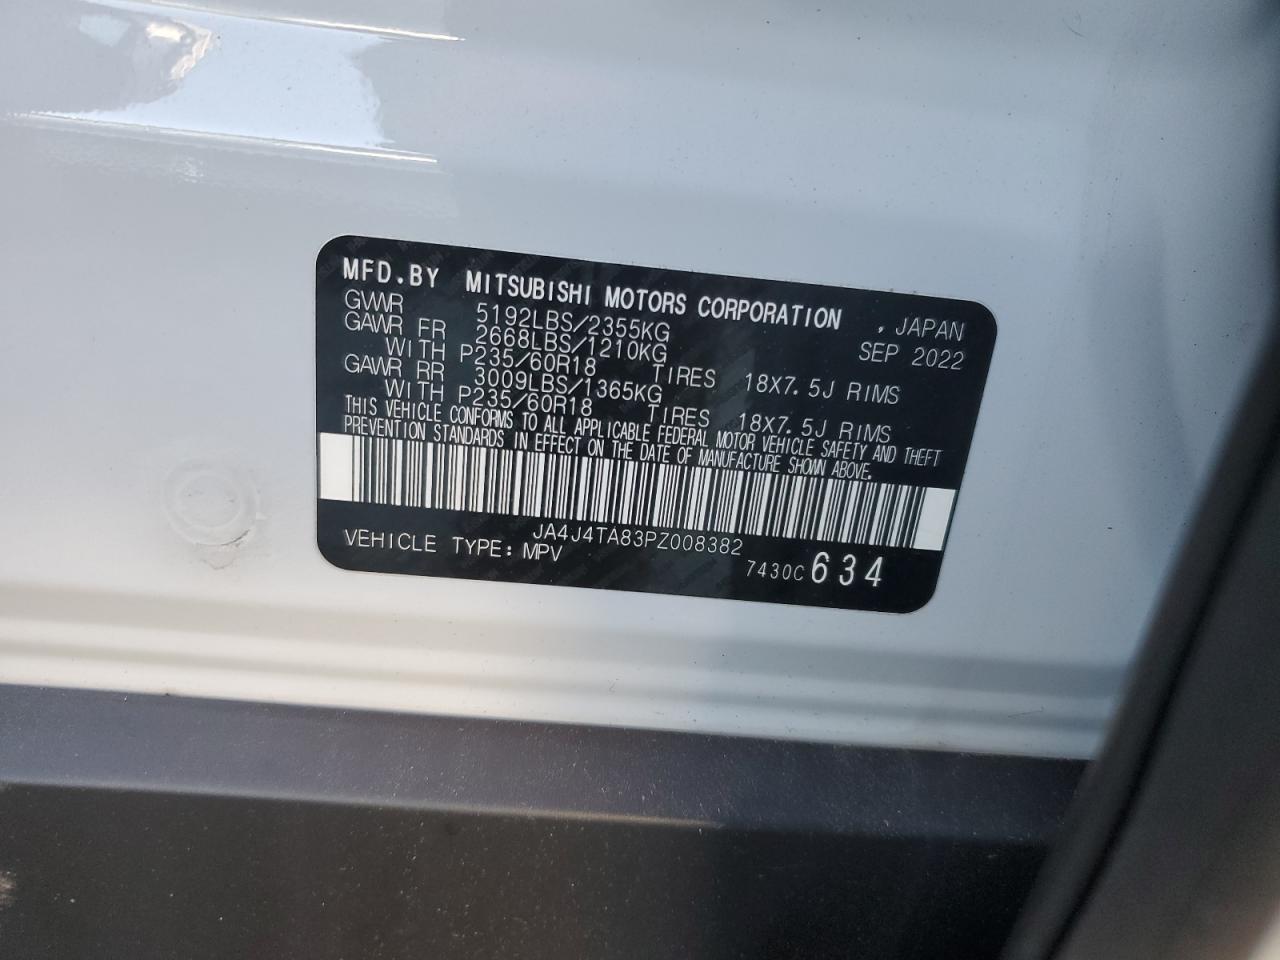 MFD.BY MITSUBISHI MOTORS CORPORATION , JAPAN
GVWR 5192LBS/2355KG SEP 2022
GAWR FR 2668LBS/1210KG
WITH P235/60R18 TIRES 18X7.5J RIMS
GAWR RR 3009LBS/1365KG
WITH P235/60R18 TIRES 18X7.5J RIMS
THIS VEHICLE CONFORMS TO ALL APPLICABLE FEDERAL MOTOR VEHICLE SAFETY AND THEFT
PREVENTION STANDARDS IN EFFECT ON THE DATE OF MANUFACTURE SHOWN ABOVE.
JA4J4TA83PZ008382
VEHICLE TYPE: MPV 7430C 634